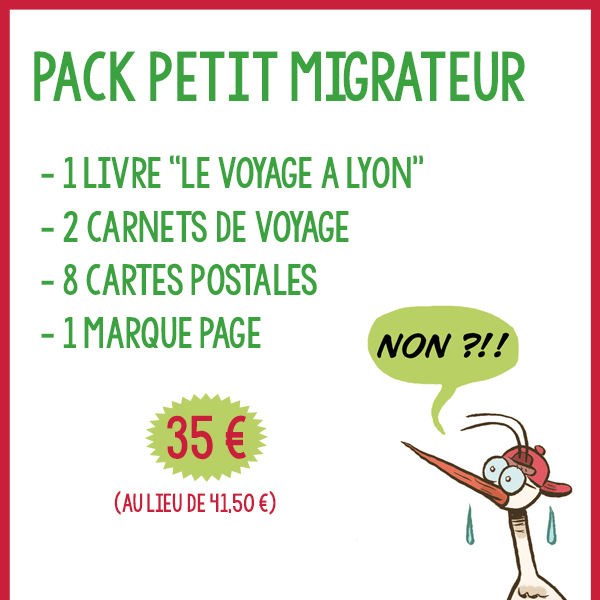 PACK PETIT MIGRATEUR
- 1 LIVRE "LE VOYAGE A LYON"
- 2 CARNETS DE VOYAGE
- 8 CARTES POSTALES
- 1 MARQUE PAGE
NON ?!!
35 €
(AU LIEU DE 41,50 €)